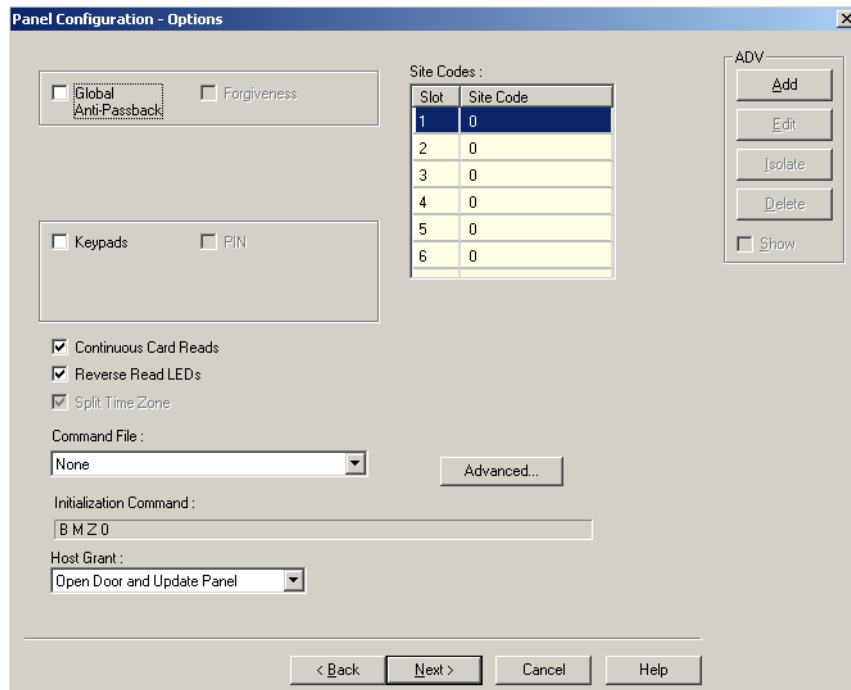 Panel Configuration - Options
Global
Anti-Passback
Forgiveness
Site Codes :
Slot Site Code
1 0
2 0
3 0
4 0
5 0
6 0
ADV
Add
Edit
Isolate
Delete
Show
Keypads
PIN
Continuous Card Reads
Reverse Read LEDs
Split Time Zone
Command File :
None
Advanced...
Initialization Command :
B M Z 0
Host Grant :
Open Door and Update Panel
< Back Next > Cancel Help